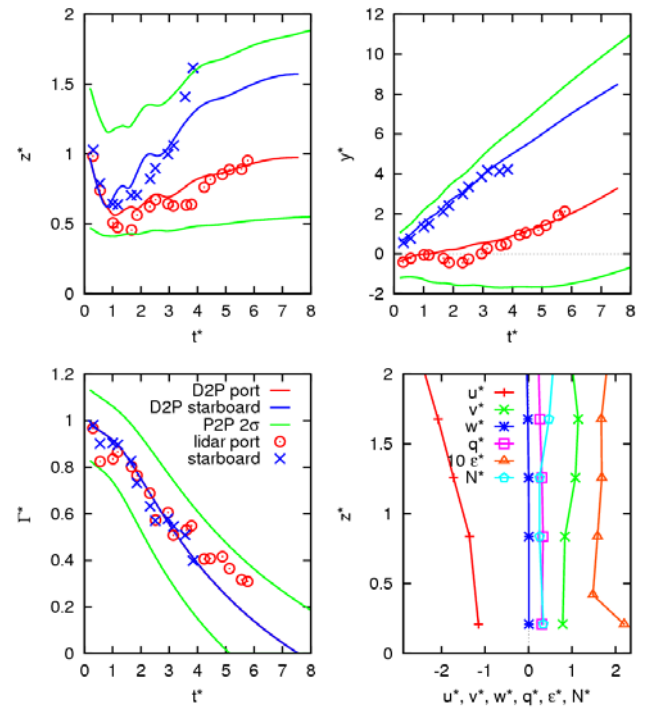 2
1.5
1
0.5
0
z*
0 1 2 3 4 5 6 7 8
t*
12
10
8
6
4
2
0
-2
y*
0 1 2 3 4 5 6 7 8
t*
1.2
1
0.8
0.6
0.4
0.2
0
Γ*
D2P port
D2P starboard
P2P 2σ
lidar port
starboard
0 1 2 3 4 5 6 7 8
t*
2
1.5
1
0.5
0
z*
u*
v*
w*
q*
10 ε*
N*
-2 -1 0 1 2
u*, v*, w*, q*, ε*, N*